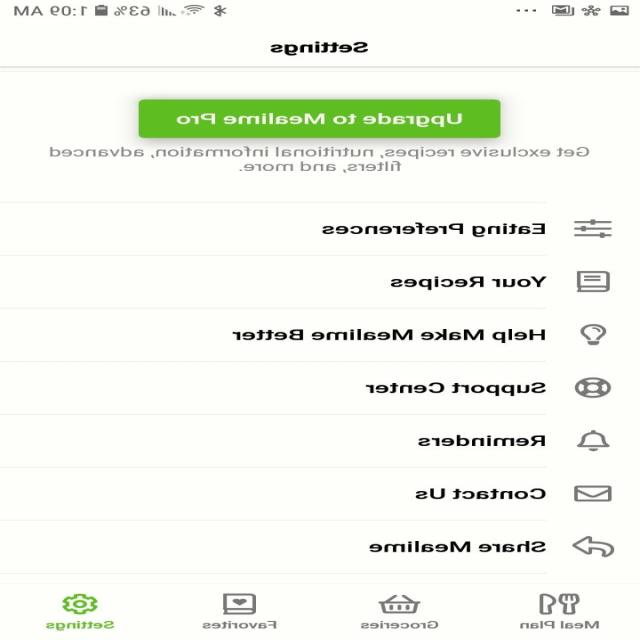 63% 1:09 AM
Settings
Upgrade to Mealime Pro
Get exclusive recipes, nutritional information, advanced
filters, and more.
Eating Preferences
Your Recipes
Help Make Mealime Better
Support Center
Reminders
Contact Us
Share Mealime
Meal Plan Groceries Favorites Settings